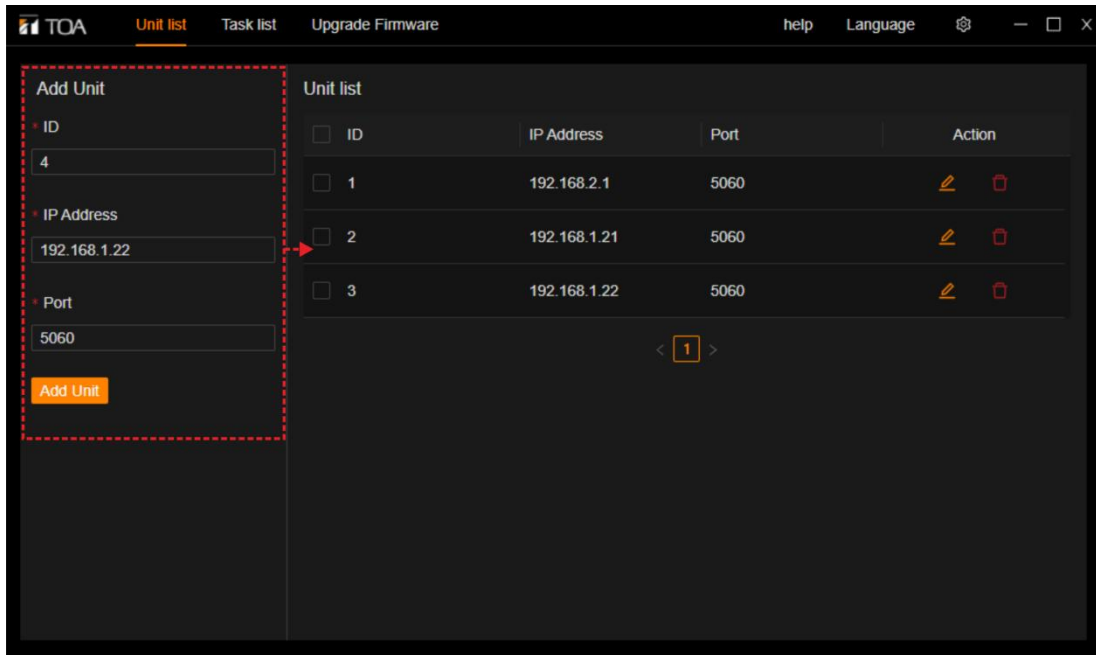 TOA Unit list Task list Upgrade Firmware help Language
Add Unit
* ID
4
* IP Address
192.168.1.22
* Port
5060
Add Unit
Unit list
ID IP Address Port Action
1 192.168.2.1 5060
2 192.168.1.21 5060
3 192.168.1.22 5060
< 1 >